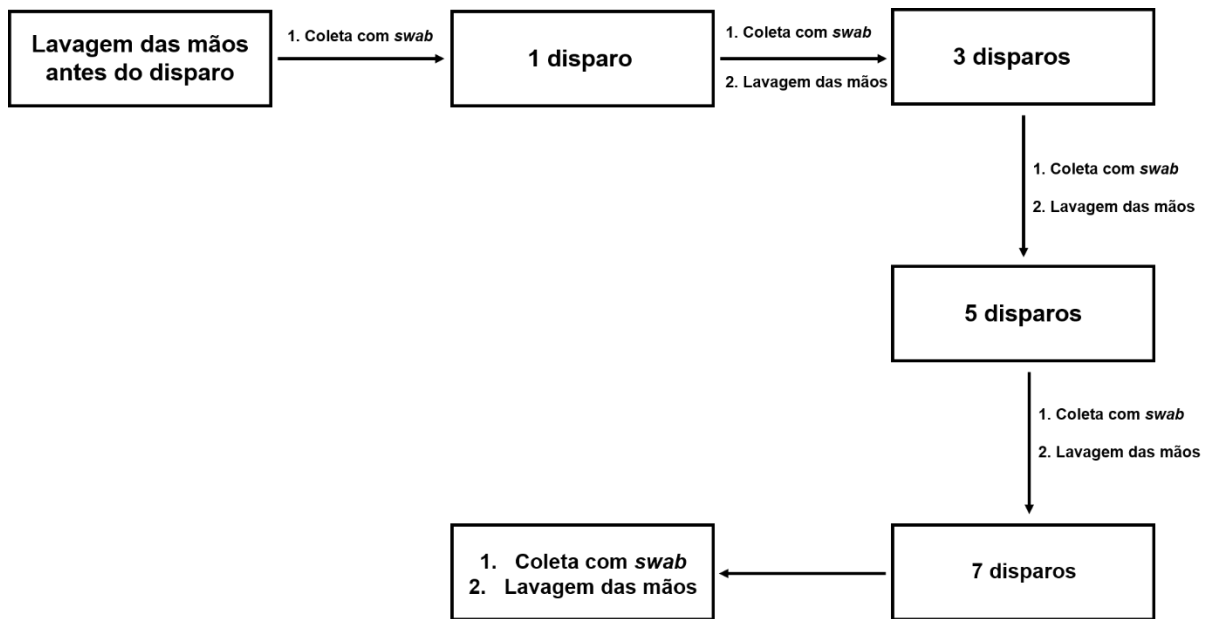 Lavagem das mãos
antes do disparo
1. Coleta com swab
1 disparo
1. Coleta com swab
2. Lavagem das mãos
3 disparos
1. Coleta com swab
2. Lavagem das mãos
5 disparos
1. Coleta com swab
2. Lavagem das mãos
7 disparos
1. Coleta com swab
2. Lavagem das mãos